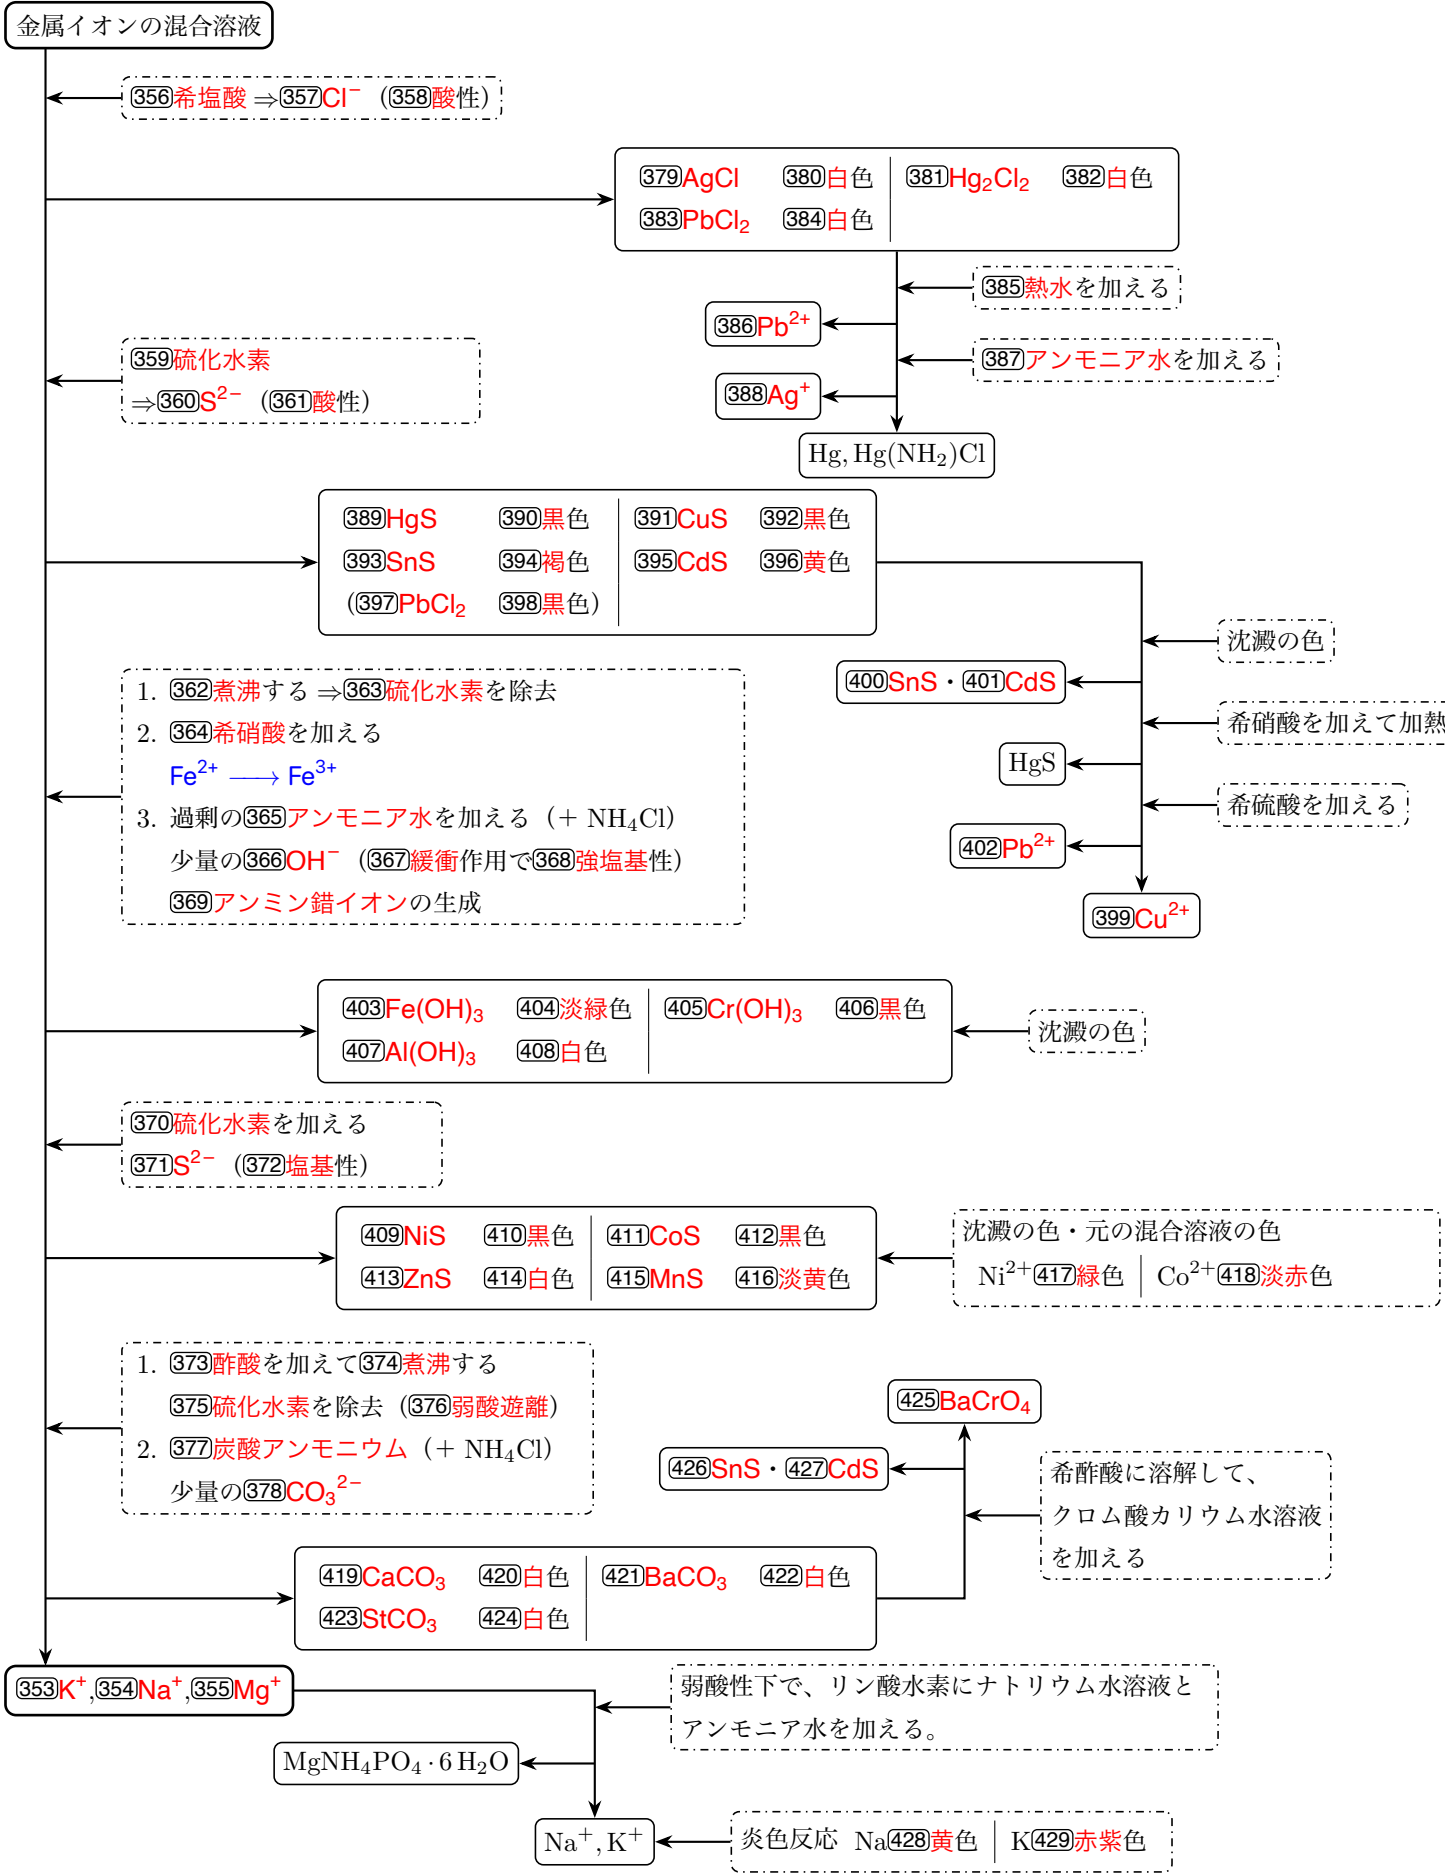 金属イオンの混合溶液
356希塩酸 ⇒357Cl⁻ （358酸性）
379AgCl 380白色 381Hg₂Cl₂ 382白色
383PbCl₂ 384白色
385熱水を加える
386Pb²⁺
387アンモニア水を加える
388Ag⁺
Hg, Hg(NH₂)Cl
359硫化水素
⇒360S²⁻ （361酸性）
389HgS 390黒色 391CuS 392黒色
393SnS 394褐色 395CdS 396黄色
（397PbCl₂ 398黒色）
沈澱の色
400SnS・401CdS
希硝酸を加えて加熱
HgS
希硫酸を加える
402Pb²⁺
399Cu²⁺
1. 362煮沸する ⇒363硫化水素を除去
2. 364希硝酸を加える
Fe²⁺ ⟶ Fe³⁺
3. 過剰の365アンモニア水を加える（+ NH₄Cl）
少量の366OH⁻ （367緩衝作用で368強塩基性）
369アンミン錯イオンの生成
403Fe(OH)₃ 404淡緑色 405Cr(OH)₃ 406黒色
407Al(OH)₃ 408白色
沈澱の色
370硫化水素を加える
371S²⁻ （372塩基性）
409NiS 410黒色 411CoS 412黒色
413ZnS 414白色 415MnS 416淡黄色
沈澱の色・元の混合溶液の色
Ni²⁺417緑色 Co²⁺418淡赤色
1. 373酢酸を加えて374煮沸する
375硫化水素を除去（376弱酸遊離）
2. 377炭酸アンモニウム（+ NH₄Cl）
少量の378CO₃²⁻
425BaCrO₄
426SnS・427CdS
希酢酸に溶解して、
クロム酸カリウム水溶液
を加える
419CaCO₃ 420白色 421BaCO₃ 422白色
423StCO₃ 424白色
353K⁺,354Na⁺,355Mg⁺
弱酸性下で、リン酸水素にナトリウム水溶液と
アンモニア水を加える。
MgNH₄PO₄·6H₂O
Na⁺, K⁺
炎色反応 Na428黄色 K429赤紫色